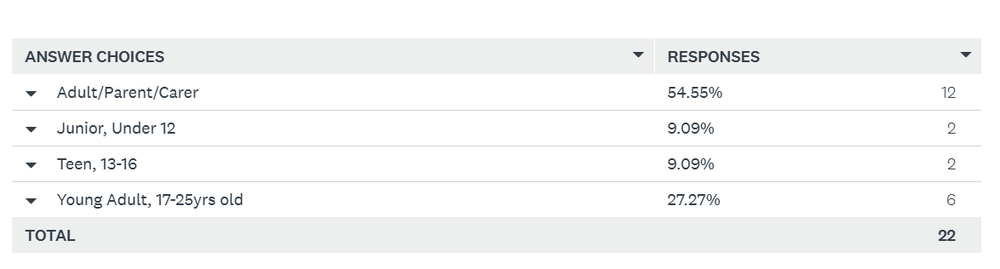 ANSWER CHOICES RESPONSES
Adult/Parent/Carer 54.55% 12
Junior, Under 12 9.09% 2
Teen, 13-16 9.09% 2
Young Adult, 17-25yrs old 27.27% 6
TOTAL 22